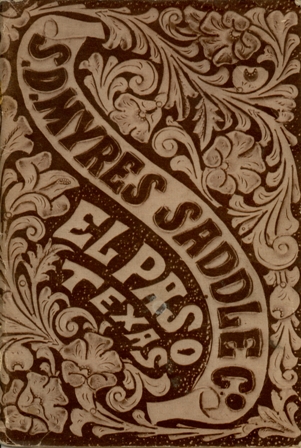 S.D. MYRES SADDLE Co.
EL PASO
TEXAS